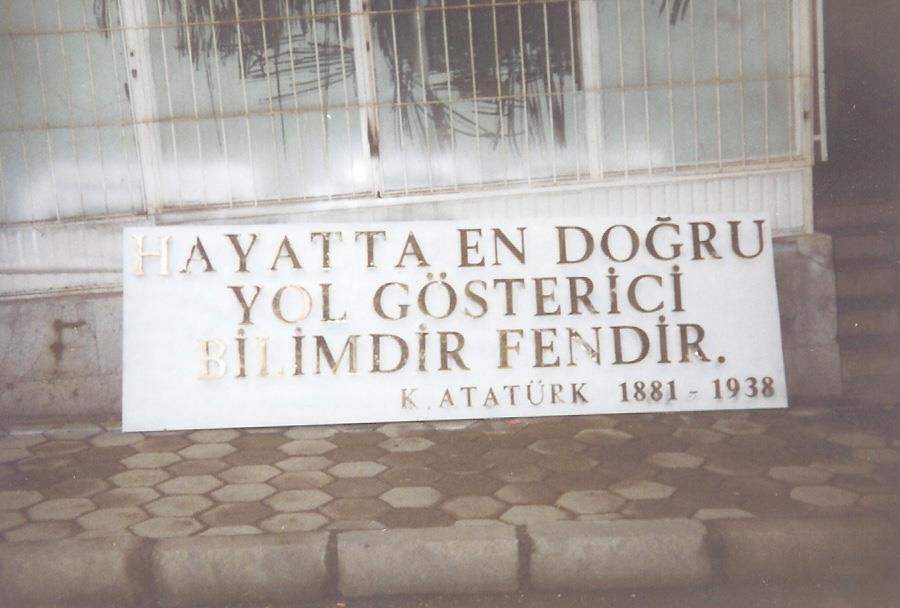 HAYATTA EN DOĞRU
YOL GÖSTERİCİ
BİLİMDİR FENDİR.
K. ATATÜRK 1881 - 1938